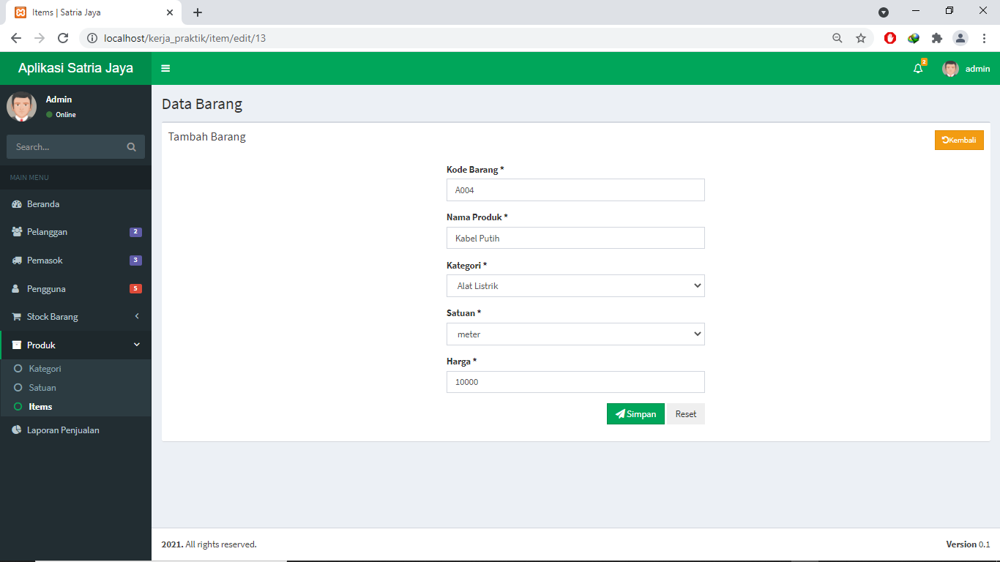 Items | Satria Jaya
localhost/kerja_praktik/item/edit/13
Aplikasi Satria Jaya
2
admin
Admin
Online
Search...
MAIN MENU
Beranda
Pelanggan 2
Pemasok 3
Pengguna 5
Stock Barang
Produk
Kategori
Satuan
Items
Laporan Penjualan
Data Barang
Tambah Barang
Kembali
Kode Barang *
A004
Nama Produk *
Kabel Putih
Kategori *
Alat Listrik
Satuan *
meter
Harga *
10000
Simpan Reset
2021. All rights reserved.
Version 0.1